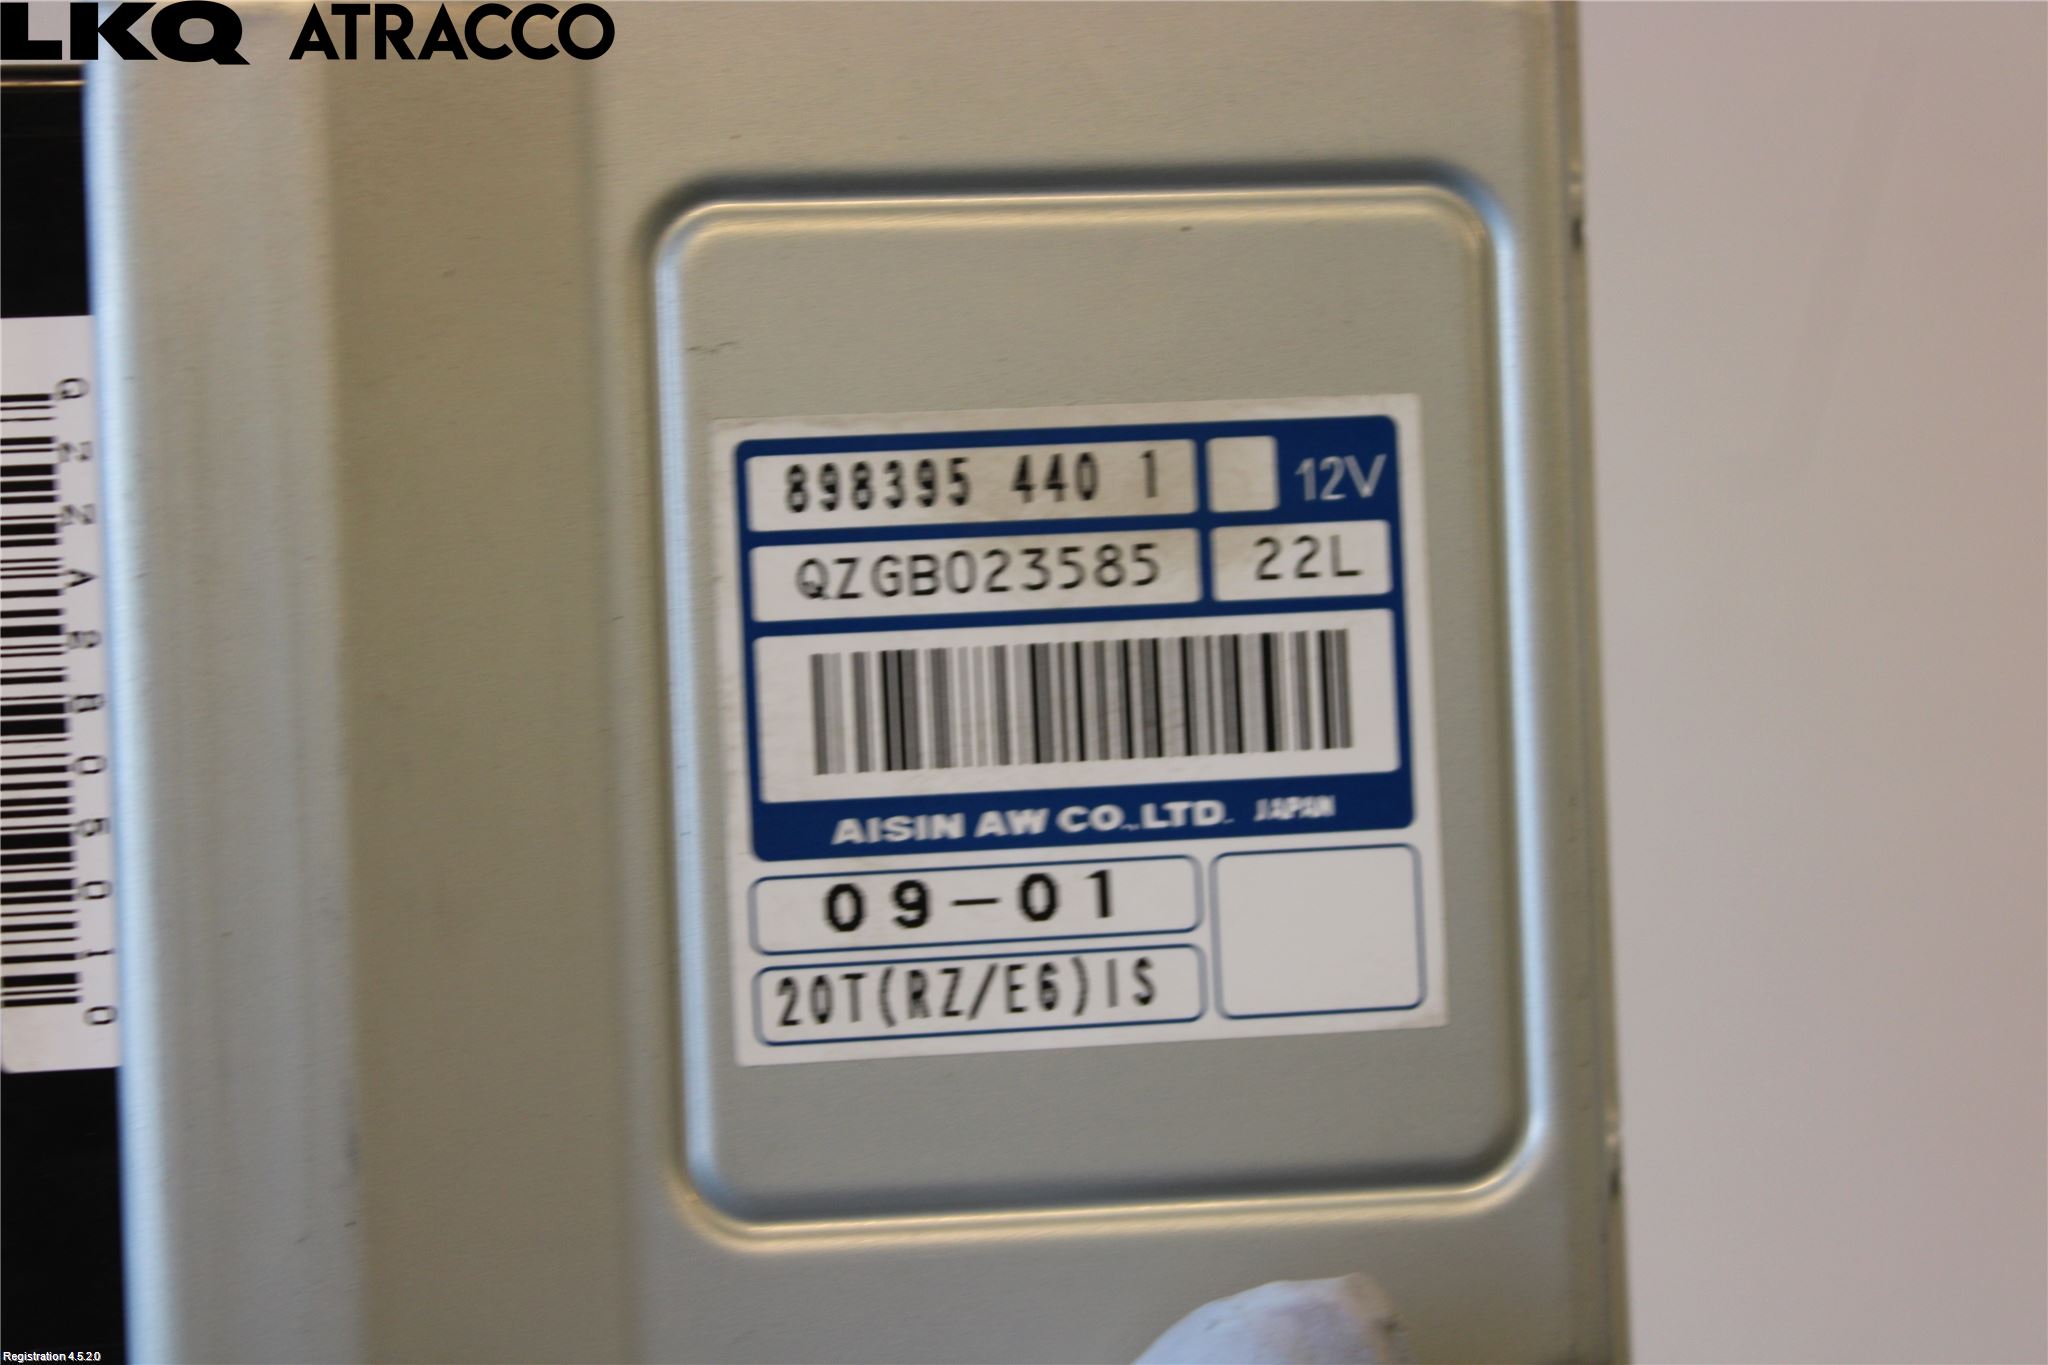 LKQ ATRACCO
898395 440 1
12V
QZGB023585
22L
AISIN AW CO.,LTD. JAPAN
09-01
20T(RZ/E6)IS
G22A2B05010
Registration 4.5.2.0